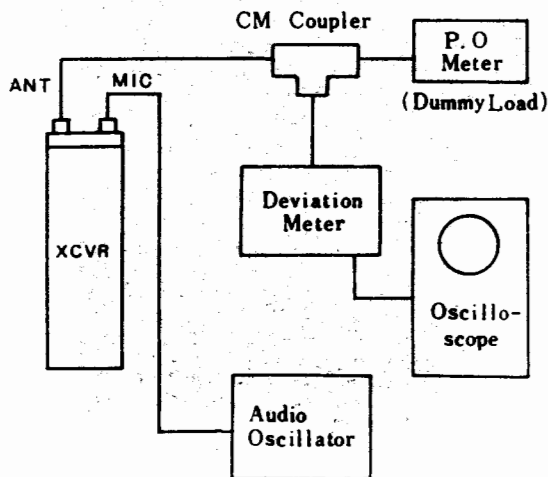 CM Coupler
P.O
Meter
(Dummy Load)
ANT
MIC
Deviation
Meter
XCVR
Oscillo-
scope
Audio
Oscillator